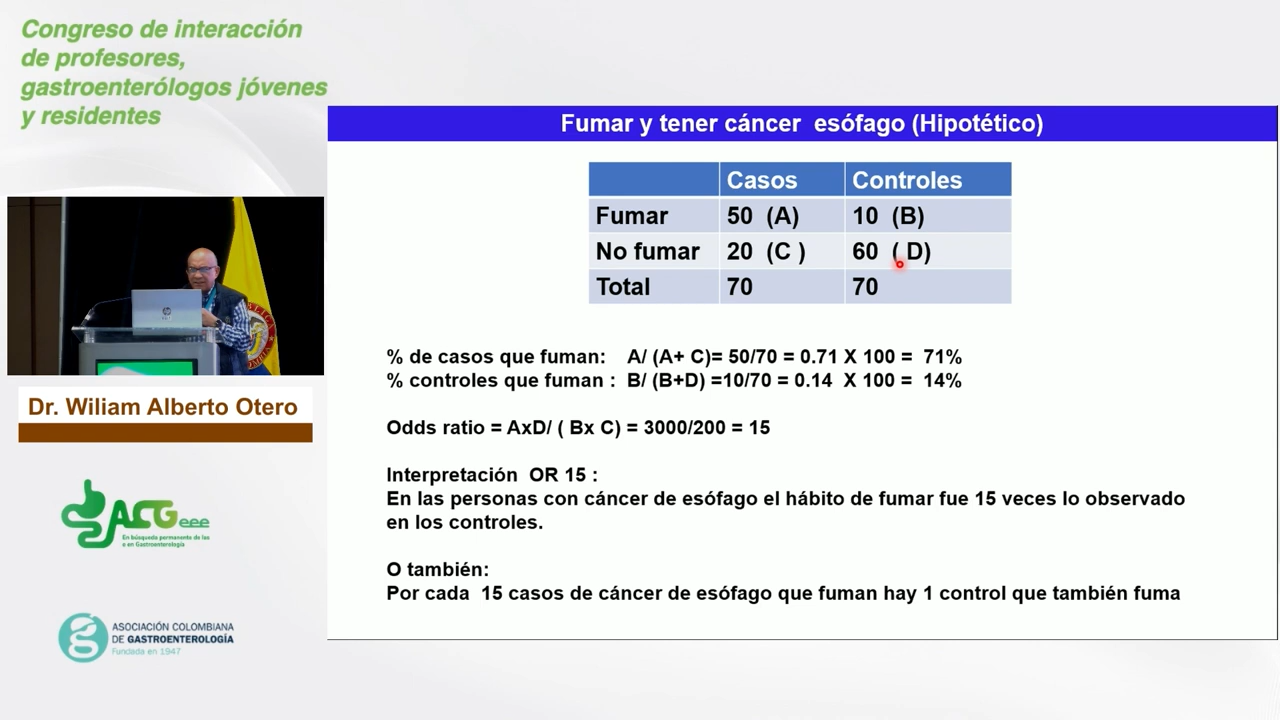 Congreso de interacción
de profesores,
gastroenterólogos jóvenes
y residentes
Fumar y tener cáncer esófago (Hipotético)
Casos Controles
Fumar 50 (A) 10 (B)
No fumar 20 (C ) 60 ( D)
Total 70 70
% de casos que fuman: A/ (A+ C)= 50/70 = 0.71 X 100 = 71%
% controles que fuman : B/ (B+D) =10/70 = 0.14 X 100 = 14%
Odds ratio = AxD/ ( Bx C) = 3000/200 = 15
Interpretación OR 15 :
En las personas con cáncer de esófago el hábito de fumar fue 15 veces lo observado
en los controles.
O también:
Por cada 15 casos de cáncer de esófago que fuman hay 1 control que también fuma
Dr. Wiliam Alberto Otero
ACG eee
En búsqueda permanente de las
e en Gastroenterología
ASOCIACIÓN COLOMBIANA
DE GASTROENTEROLOGÍA
Fundada en 1947